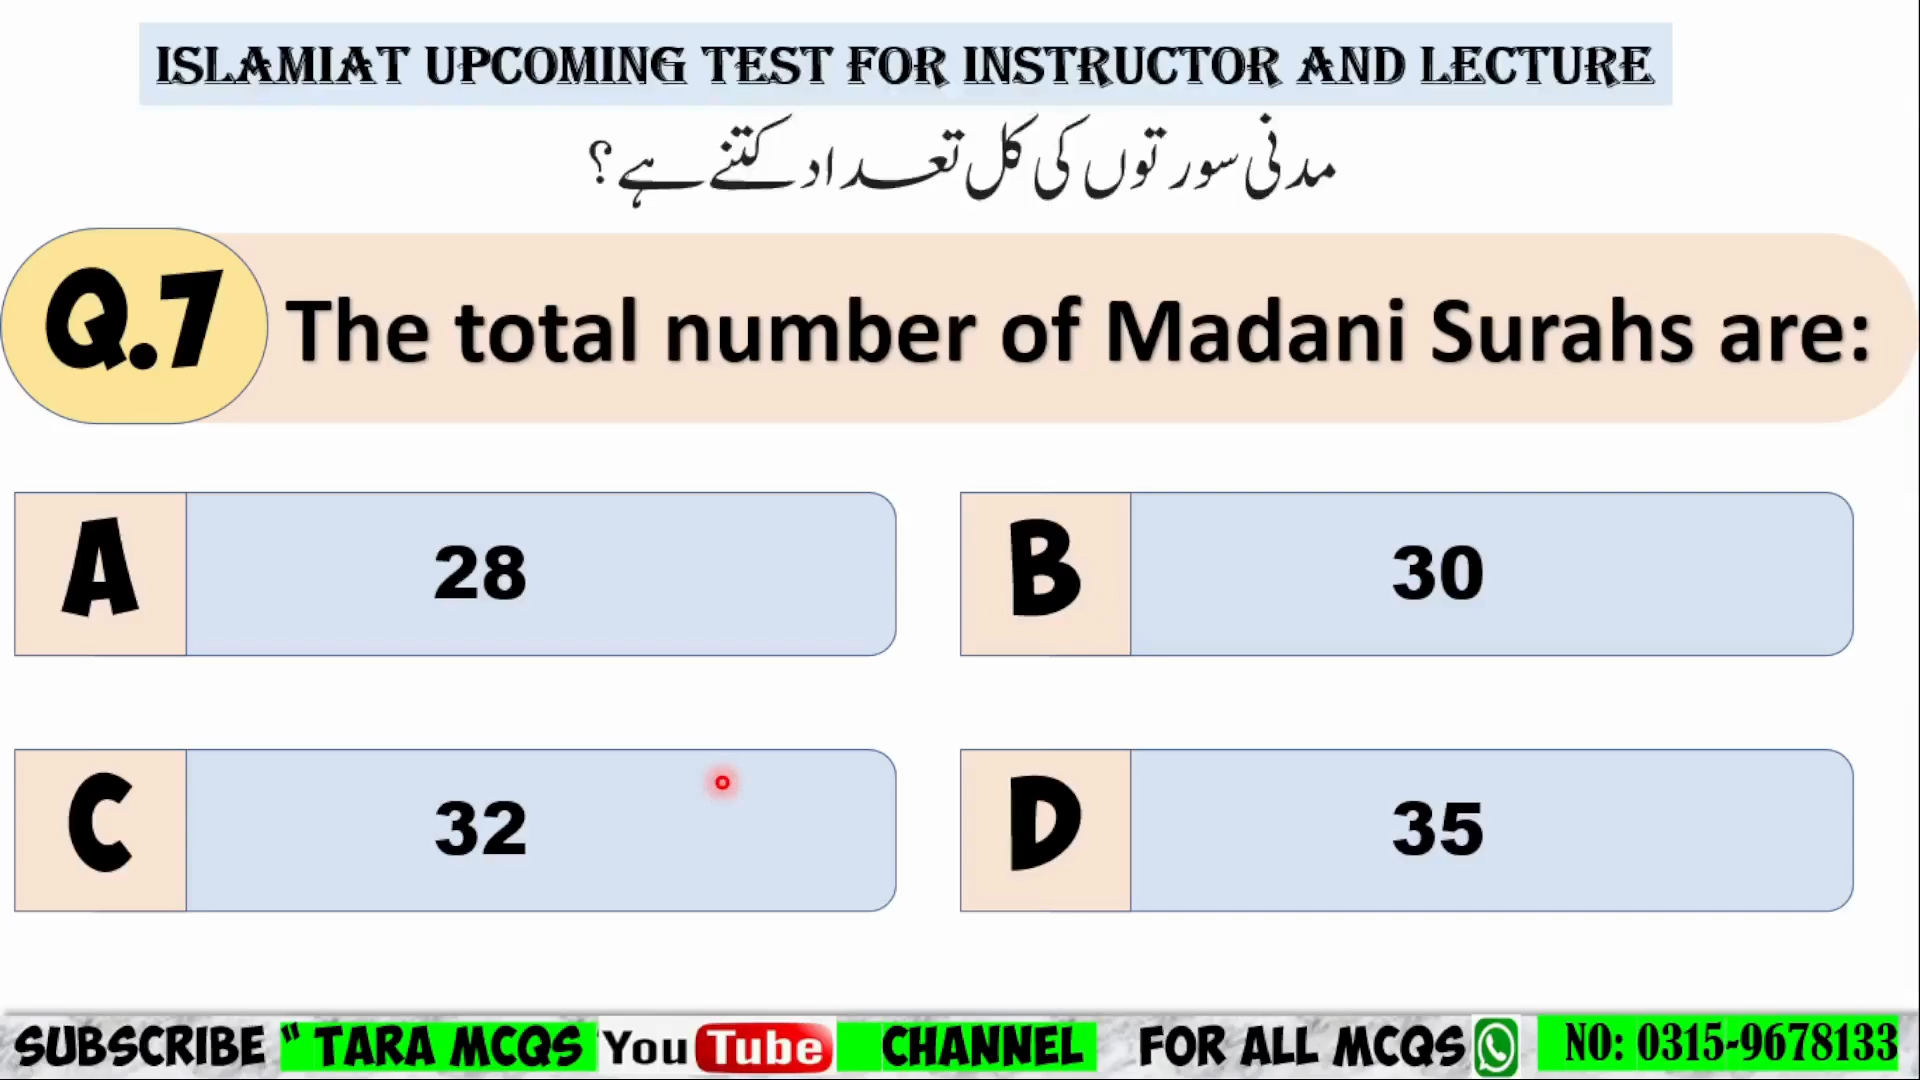 ISLAMIAT UPCOMING TEST FOR INSTRUCTOR AND LECTURE
مدنی سورتوں کی کل تعداد کتنے ہے؟
Q.7 The total number of Madani Surahs are:
A 28
B 30
C 32
D 35
SUBSCRIBE " TARA MCQS YouTube CHANNEL FOR ALL MCQS NO: 0315-9678133